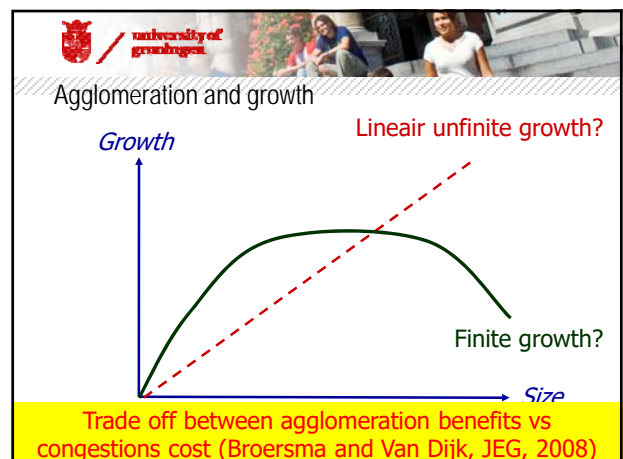 university of
groningen
Agglomeration and growth
Lineair unfinite growth?
Growth
Finite growth?
Size
Trade off between agglomeration benefits vs
congestions cost (Broersma and Van Dijk, JEG, 2008)